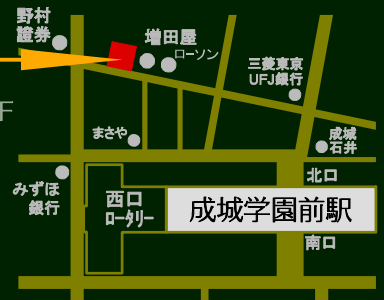 野村
證券
増田屋
ローソン
三菱東京
UFJ銀行
まさや
成城
石井
みずほ
銀行
西口
ロータリー
北口
成城学園前駅
南口